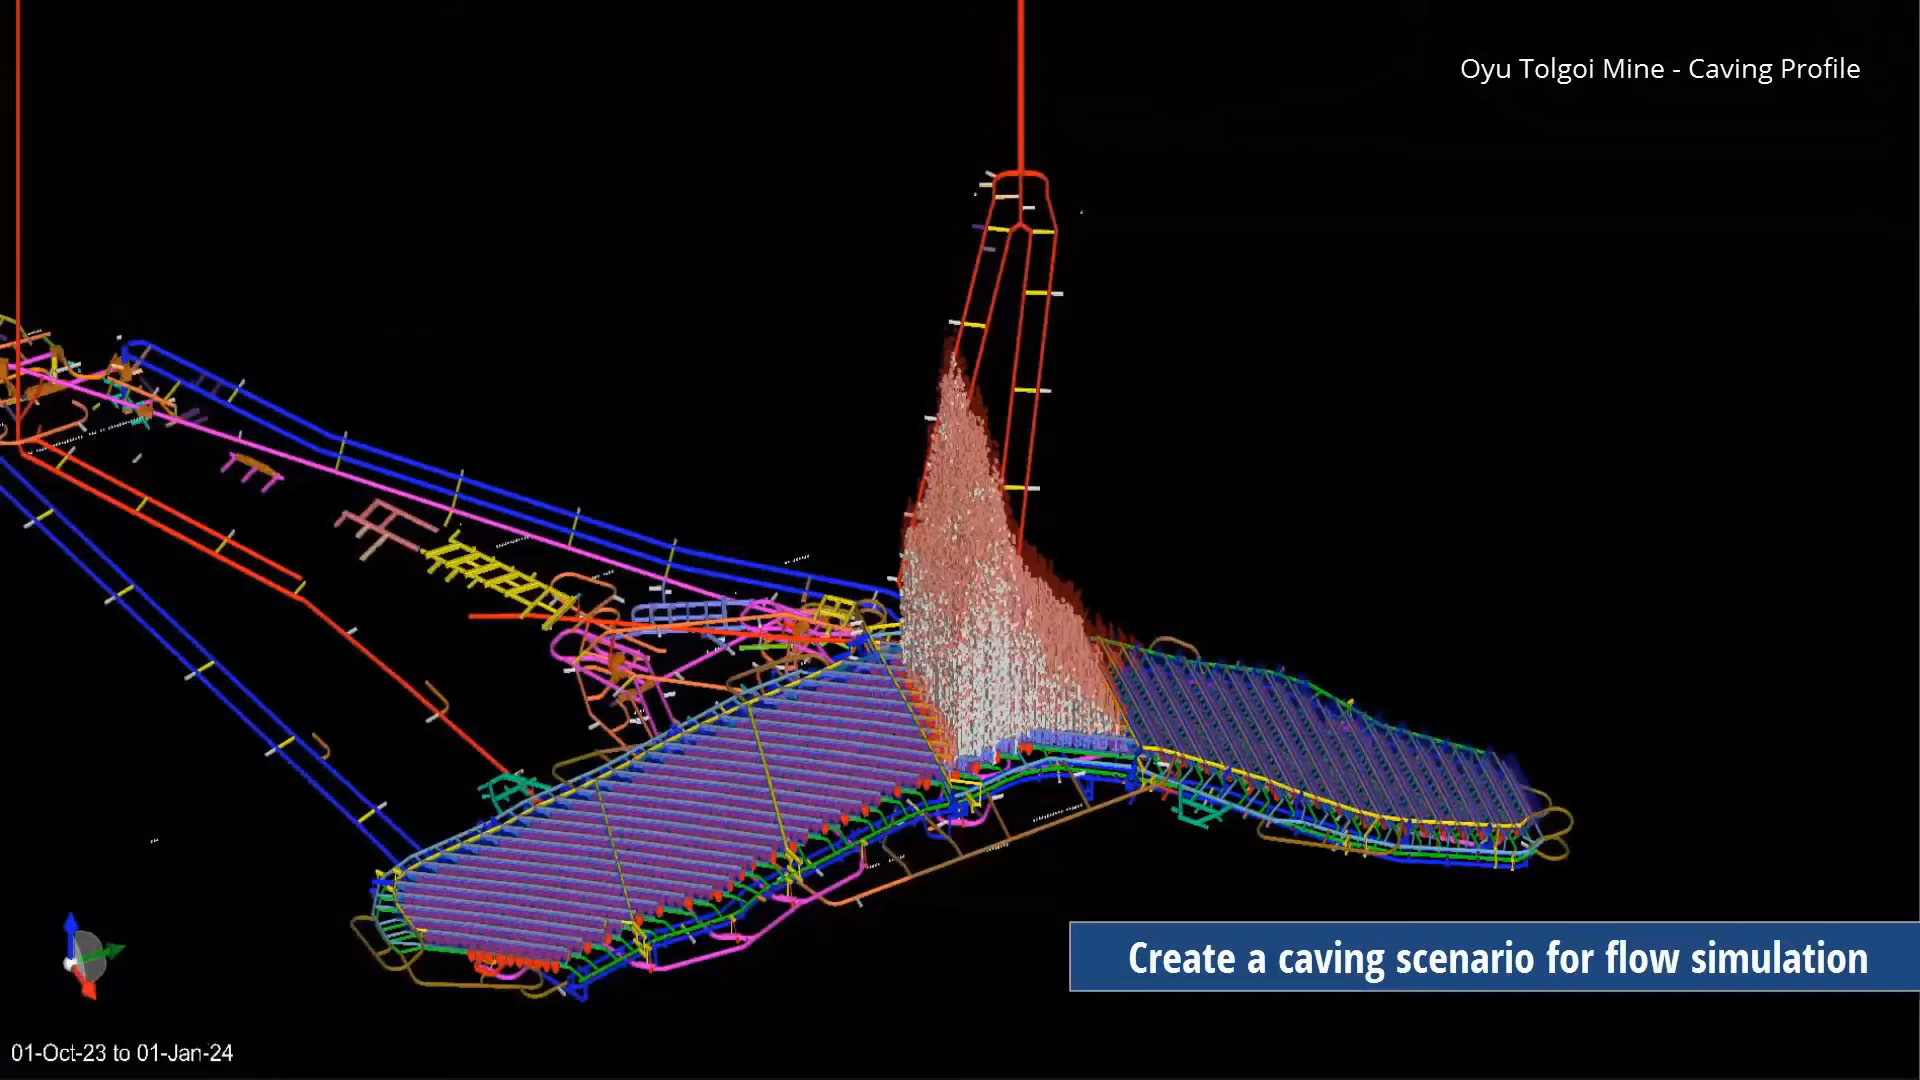 Oyu Tolgoi Mine - Caving Profile
Create a caving scenario for flow simulation
01-Oct-23 to 01-Jan-24